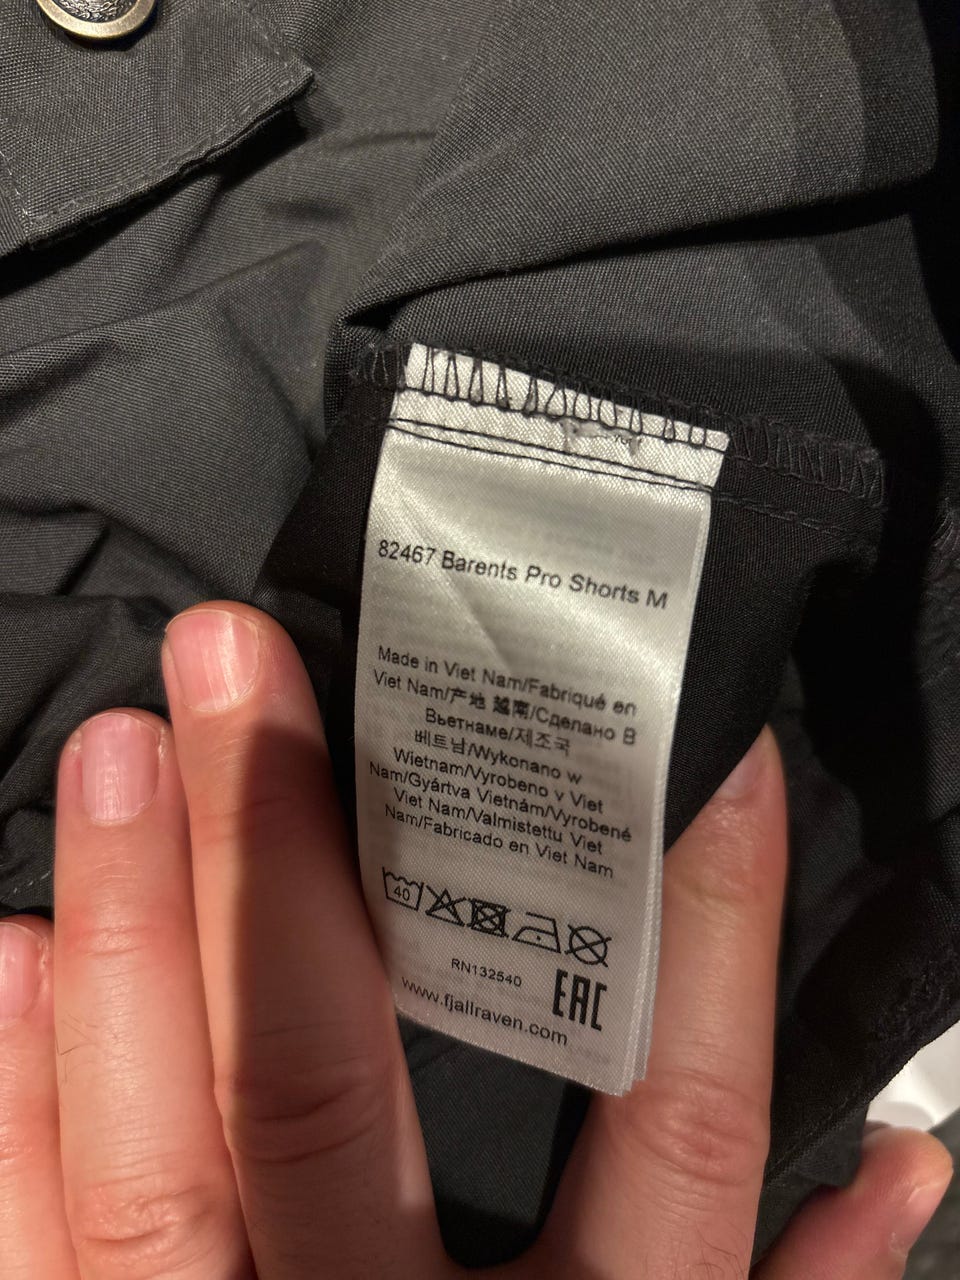 82467 Barents Pro Shorts M
Made in Viet Nam/Fabriqué en
Viet Nam/产地 越南/Сделано В
Вьетнаме/제조국
베트남/Wykonano w
Wietnam/Vyrobeno v Viet
Nam/Gyártva Vietnám/Vyrobené
Viet Nam/Valmistettu Viet
Nam/Fabricado en Viet Nam
40
RN132540
EAC
www.fjallraven.com